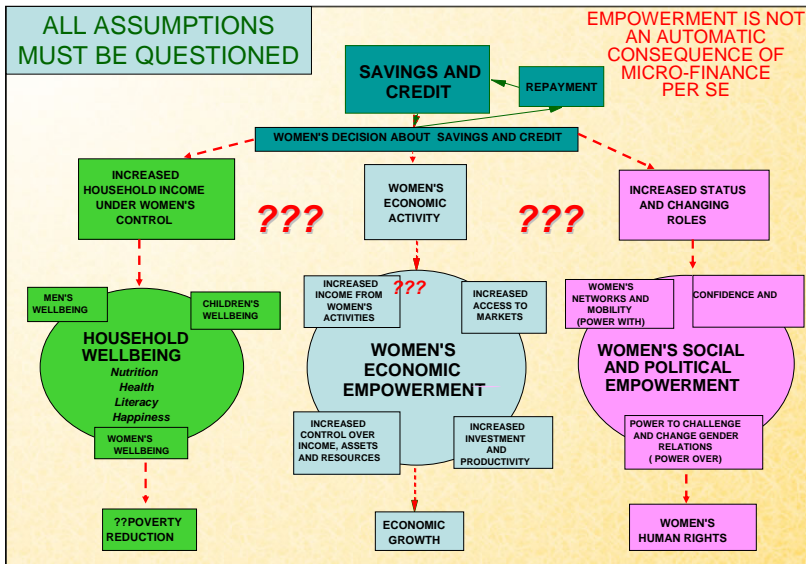 ALL ASSUMPTIONS
MUST BE QUESTIONED
EMPOWERMENT IS NOT
AN AUTOMATIC
CONSEQUENCE OF
MICRO-FINANCE
PER SE
SAVINGS AND
CREDIT
REPAYMENT
WOMEN'S DECISION ABOUT SAVINGS AND CREDIT
INCREASED
HOUSEHOLD INCOME
UNDER WOMEN'S
CONTROL
???
WOMEN'S
ECONOMIC
ACTIVITY
???
INCREASED STATUS
AND CHANGING
ROLES
MEN'S
WELLBEING
CHILDREN'S
WELLBEING
HOUSEHOLD
WELLBEING
Nutrition
Health
Literacy
Happiness
WOMEN'S
WELLBEING
??POVERTY
REDUCTION
INCREASED
INCOME FROM
WOMEN'S
ACTIVITIES
???
INCREASED
ACCESS TO
MARKETS
WOMEN'S
ECONOMIC
EMPOWERMENT
INCREASED
CONTROL OVER
INCOME, ASSETS
AND RESOURCES
INCREASED
INVESTMENT
AND
PRODUCTIVITY
ECONOMIC
GROWTH
WOMEN'S
NETWORKS AND
MOBILITY
(POWER WITH)
CONFIDENCE AND
WOMEN'S SOCIAL
AND POLITICAL
EMPOWERMENT
POWER TO CHALLENGE
AND CHANGE GENDER
RELATIONS
( POWER OVER)
WOMEN'S
HUMAN RIGHTS